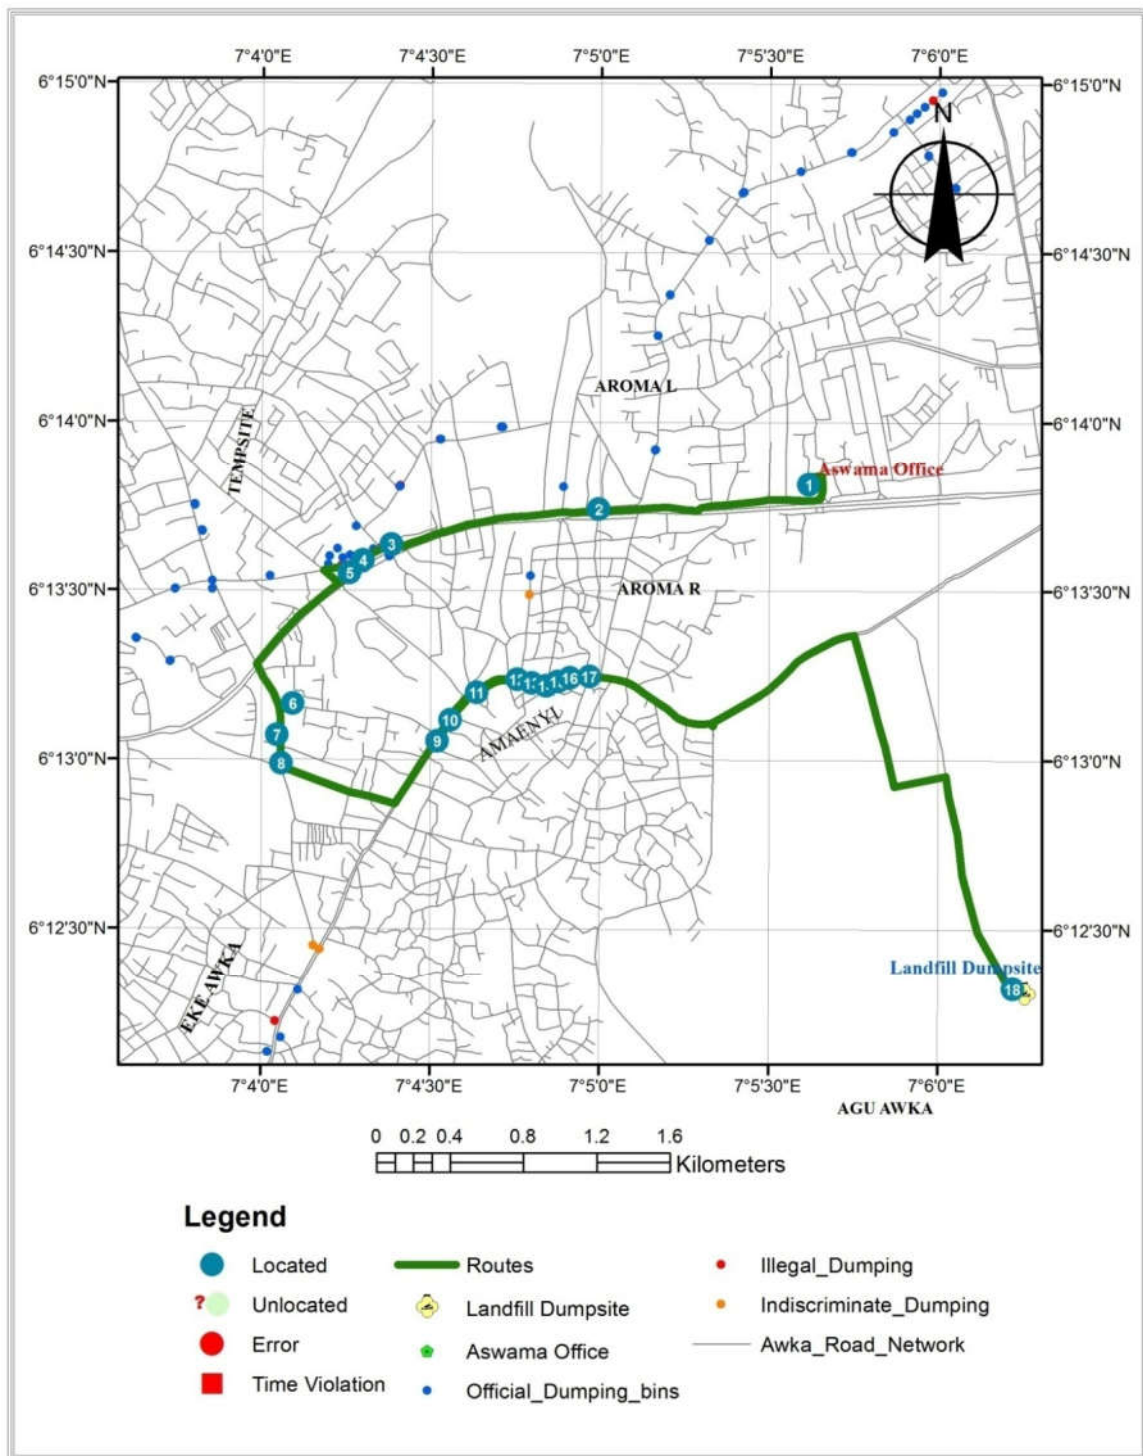 7°4'0"E 7°4'30"E 7°5'0"E 7°5'30"E 7°6'0"E
6°15'0"N 6°15'0"N
N
6°14'30"N 6°14'30"N
AROMA L
6°14'0"N 6°14'0"N
TEMPSITE
Aswama Office
1
2
3
4
5
6°13'30"N 6°13'30"N
AROMA R
6
7
8
9
10
11
16
17
AMAENYI
6°13'0"N 6°13'0"N
6°12'30"N 6°12'30"N
EKE AWKA
Landfill Dumpsite
18
7°4'0"E 7°4'30"E 7°5'0"E 7°5'30"E 7°6'0"E
AGU AWKA
0 0.2 0.4 0.8 1.2 1.6
Kilometers
Legend
Located
Unlocated
?
Error
Time Violation
Routes
Landfill Dumpsite
Aswama Office
Official_Dumping_bins
Illegal_Dumping
Indiscriminate_Dumping
Awka_Road_Network